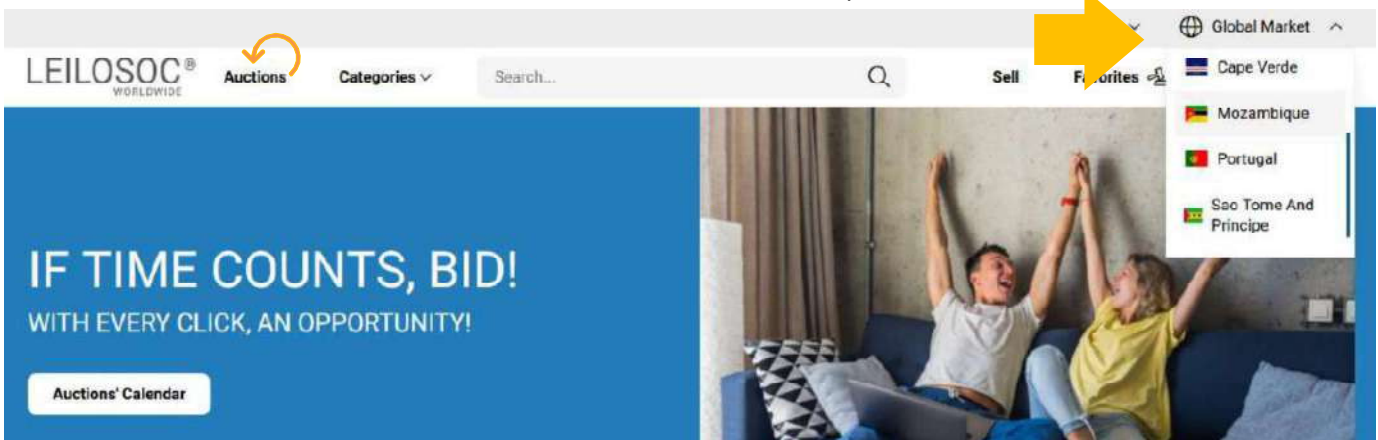 Global Market
LEILOSOC®
WORLDWIDE
Auctions
Categories
Search...
Sell
Favorites
Cape Verde
Mozambique
Portugal
Sao Tome And
Principe
IF TIME COUNTS, BID!
WITH EVERY CLICK, AN OPPORTUNITY!
Auctions' Calendar